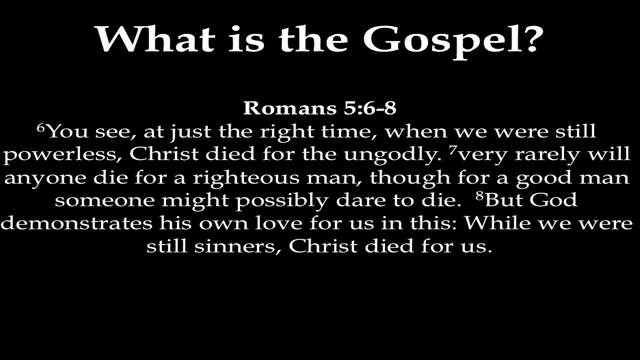 What is the Gospel?
Romans 5:6-8
⁶You see, at just the right time, when we were still
powerless, Christ died for the ungodly. ⁷very rarely will
anyone die for a righteous man, though for a good man
someone might possibly dare to die. ⁸But God
demonstrates his own love for us in this: While we were
still sinners, Christ died for us.